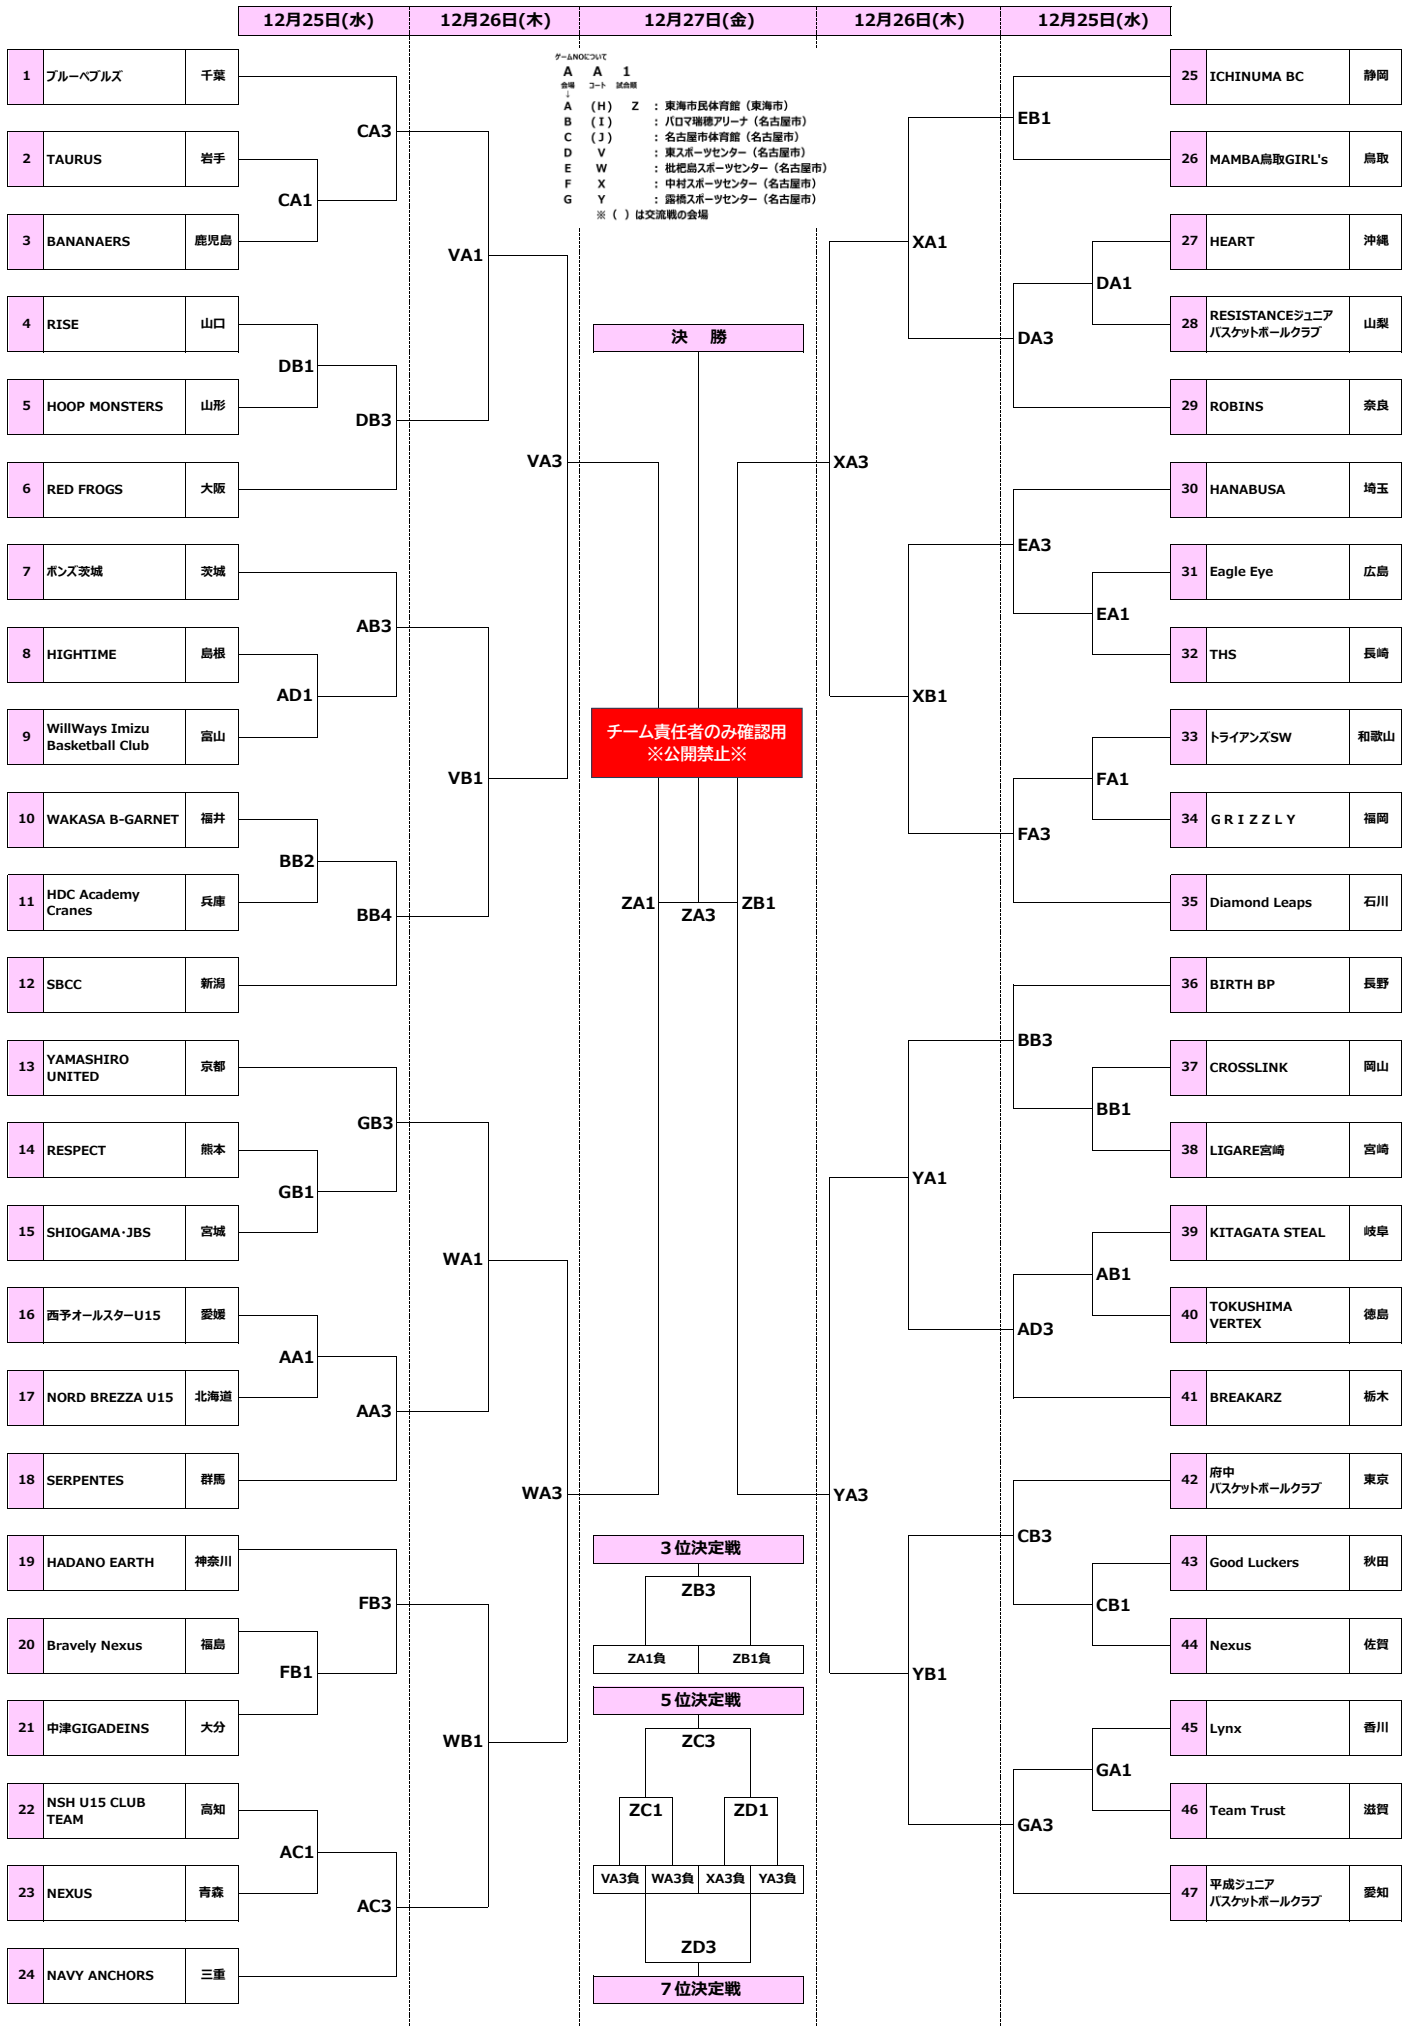 12月25日(水) 12月26日(木) 12月27日(金) 12月26日(木) 12月25日(水)
ゲームNOについて
A A 1
会場 コート 試合順
↓
A (H) Z : 東海市民体育館（東海市）
B (I) : パロマ瑞穂アリーナ（名古屋市）
C (J) : 名古屋市体育館（名古屋市）
D V : 東スポーツセンター（名古屋市）
E W : 枇杷島スポーツセンター（名古屋市）
F X : 中村スポーツセンター（名古屋市）
G Y : 露橋スポーツセンター（名古屋市）
※（ ）は交流戦の会場
1 ブルーペブルズ 千葉
2 TAURUS 岩手
3 BANANAERS 鹿児島
4 RISE 山口
5 HOOP MONSTERS 山形
6 RED FROGS 大阪
7 ボンズ茨城 茨城
8 HIGHTIME 島根
9 WillWays Imizu
Basketball Club 富山
10 WAKASA B-GARNET 福井
11 HDC Academy
Cranes 兵庫
12 SBCC 新潟
13 YAMASHIRO
UNITED 京都
14 RESPECT 熊本
15 SHIOGAMA・JBS 宮城
16 西予オールスターU15 愛媛
17 NORD BREZZA U15 北海道
18 SERPENTES 群馬
19 HADANO EARTH 神奈川
20 Bravely Nexus 福島
21 中津GIGADEINS 大分
22 NSH U15 CLUB
TEAM 高知
23 NEXUS 青森
24 NAVY ANCHORS 三重
CA3
CA1
DB1
DB3
AB3
AD1
BB2
BB4
GB3
GB1
AA1
AA3
FB3
FB1
AC1
AC3
VA1
VB1
WA1
WB1
VA3
WA3
決 勝
チーム責任者のみ確認用
※公開禁止※
ZA1
ZA3
ZB1
３位決定戦
ZB3
ZA1負 ZB1負
５位決定戦
ZC3
ZC1 ZD1
VA3負 WA3負 XA3負 YA3負
ZD3
７位決定戦
XA3
YA3
XA1
XB1
YA1
YB1
EB1
DA1
DA3
EA3
EA1
FA1
FA3
BB3
BB1
AB1
AD3
CB3
CB1
GA1
GA3
25 ICHINUMA BC 静岡
26 MAMBA鳥取GIRL's 鳥取
27 HEART 沖縄
28 RESISTANCEジュニア
バスケットボールクラブ 山梨
29 ROBINS 奈良
30 HANABUSA 埼玉
31 Eagle Eye 広島
32 THS 長崎
33 トライアンズSW 和歌山
34 ＧＲＩＺＺＬＹ 福岡
35 Diamond Leaps 石川
36 BIRTH BP 長野
37 CROSSLINK 岡山
38 LIGARE宮崎 宮崎
39 KITAGATA STEAL 岐阜
40 TOKUSHIMA
VERTEX 徳島
41 BREAKARZ 栃木
42 府中
バスケットボールクラブ 東京
43 Good Luckers 秋田
44 Nexus 佐賀
45 Lynx 香川
46 Team Trust 滋賀
47 平成ジュニア
バスケットボールクラブ 愛知